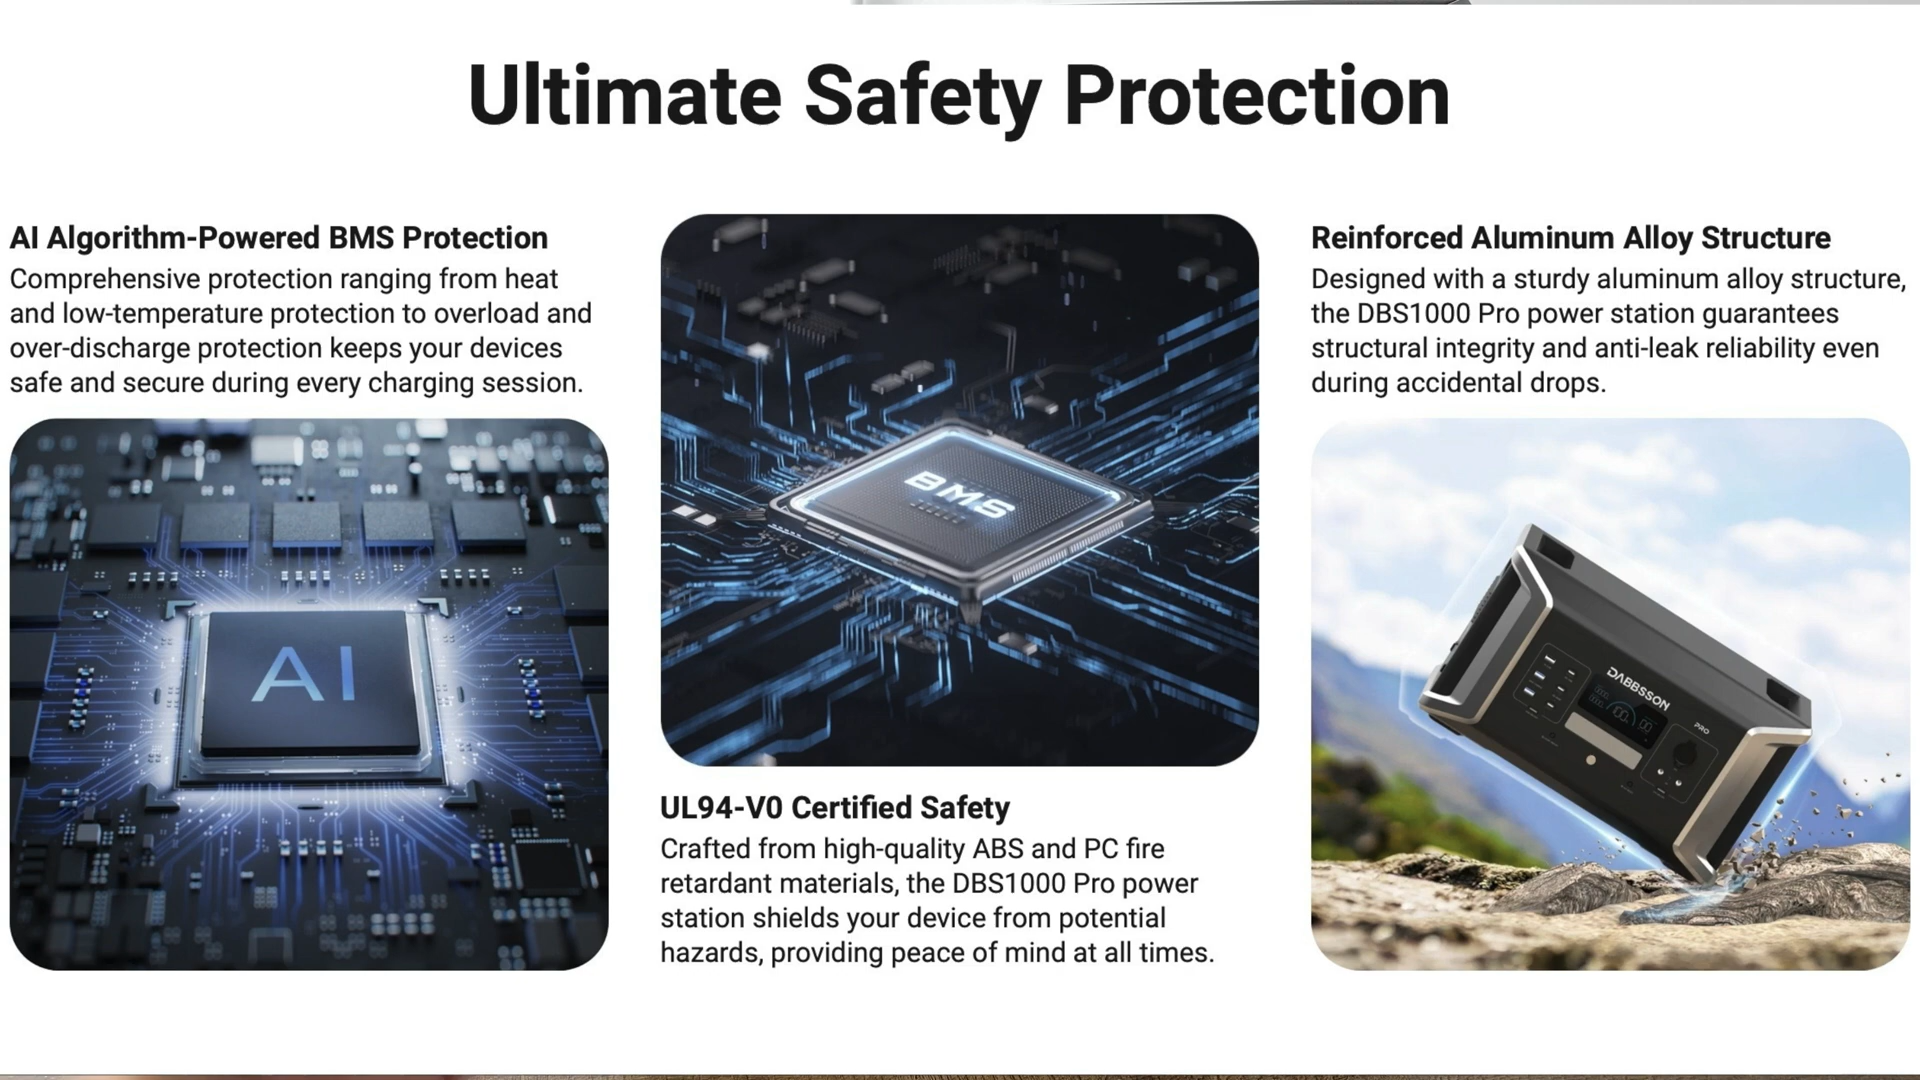 Ultimate Safety Protection
AI Algorithm-Powered BMS Protection
Comprehensive protection ranging from heat
and low-temperature protection to overload and
over-discharge protection keeps your devices
safe and secure during every charging session.
AI
BMS
UL94-V0 Certified Safety
Crafted from high-quality ABS and PC fire
retardant materials, the DBS1000 Pro power
station shields your device from potential
hazards, providing peace of mind at all times.
Reinforced Aluminum Alloy Structure
Designed with a sturdy aluminum alloy structure,
the DBS1000 Pro power station guarantees
structural integrity and anti-leak reliability even
during accidental drops.
DABBSSON
PRO